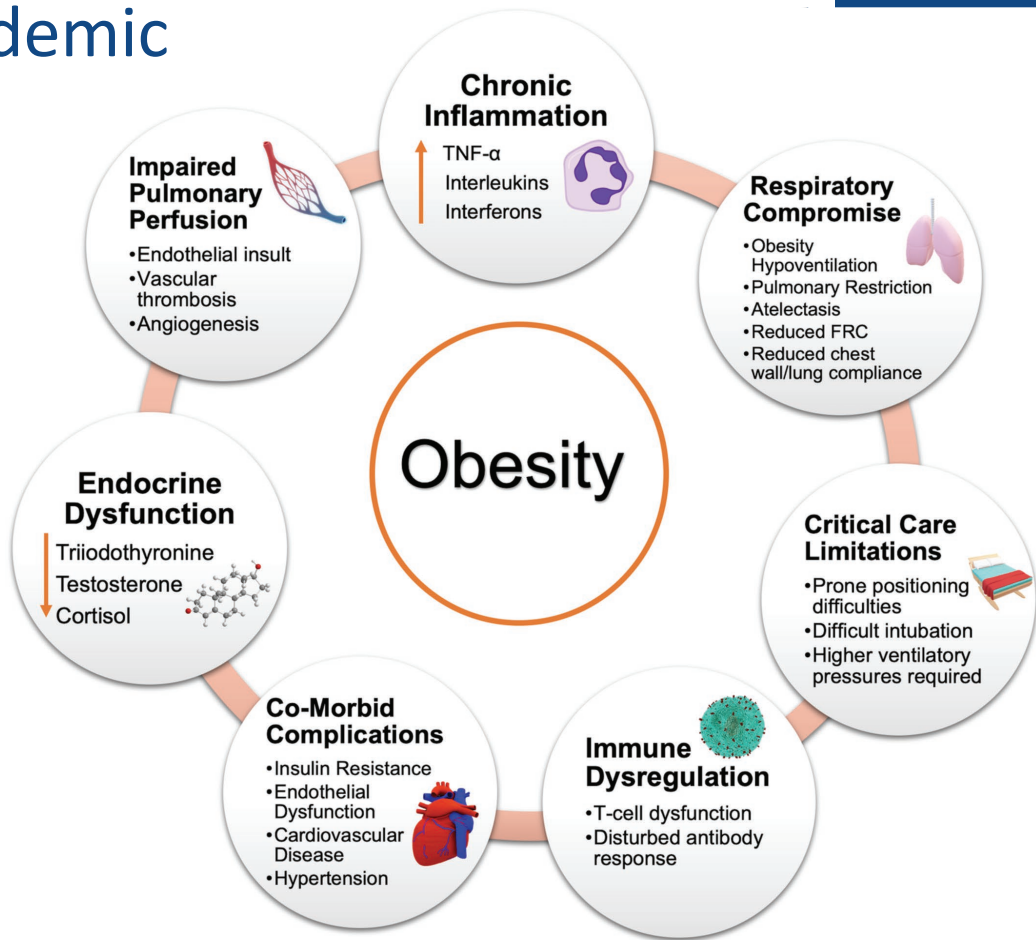 demic
Chronic
Inflammation
TNF-α
Interleukins
Interferons
Respiratory
Compromise
•Obesity
Hypoventilation
•Pulmonary Restriction
•Atelectasis
•Reduced FRC
•Reduced chest
wall/lung compliance
Critical Care
Limitations
•Prone positioning
difficulties
•Difficult intubation
•Higher ventilatory
pressures required
Immune
Dysregulation
•T-cell dysfunction
•Disturbed antibody
response
Co-Morbid
Complications
•Insulin Resistance
•Endothelial
Dysfunction
•Cardiovascular
Disease
•Hypertension
Endocrine
Dysfunction
Triiodothyronine
Testosterone
Cortisol
Impaired
Pulmonary
Perfusion
•Endothelial insult
•Vascular
thrombosis
•Angiogenesis
Obesity